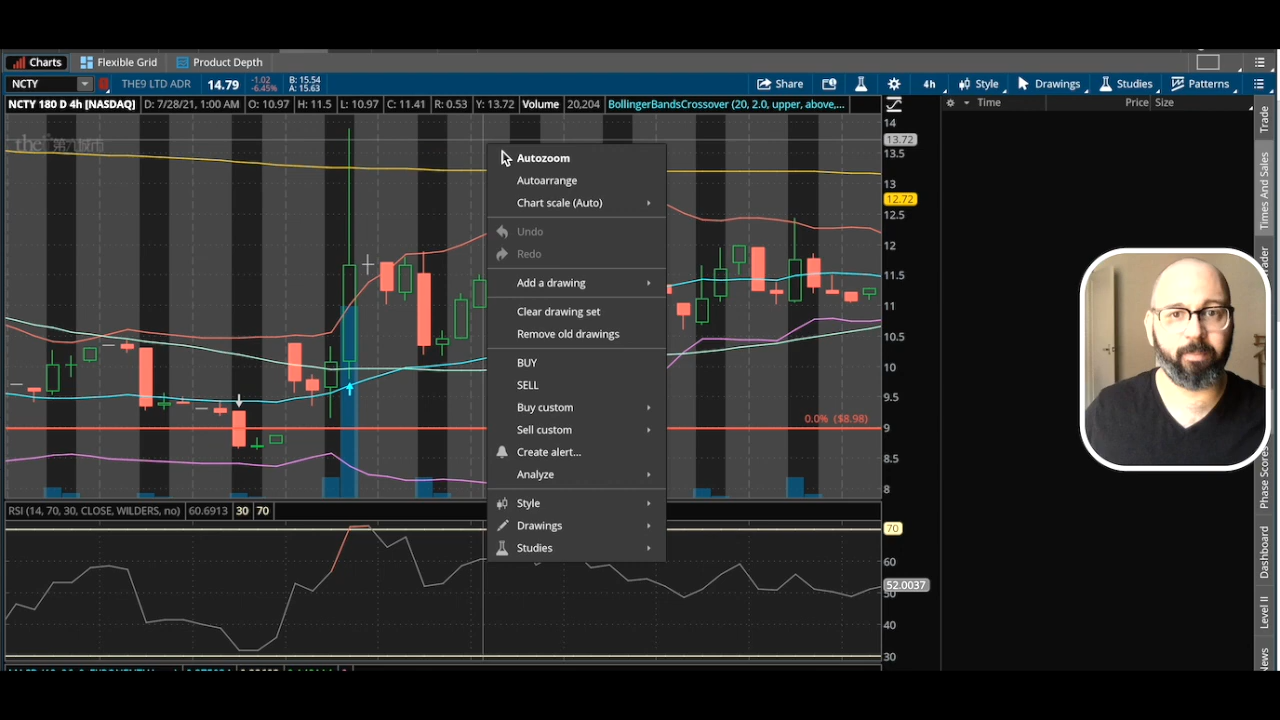 Charts Flexible Grid Product Depth
NCTY THE9 LTD ADR 14.79 -1.02 -6.45% B: 15.54 A: 15.63 Share 4h Style Drawings Studies Patterns
NCTY 180 D 4h [NASDAQ] D: 7/28/21, 1:00 AM O: 10.97 H: 11.5 L: 10.97 C: 11.41 R: 0.53 Y: 13.72 Volume 20,204 BollingerBandsCrossover (20, 2.0, upper, above,...
Time Price Size
the9 第九城市
14
13.72
13.5
13
12.72
12.5
12
11.5
11
10.5
10
9.5
9
8.5
8
0.0% ($8.98)
Autozoom
Autoarrange
Chart scale (Auto)
Undo
Redo
Add a drawing
Clear drawing set
Remove old drawings
BUY
SELL
Buy custom
Sell custom
Create alert...
Analyze
Style
Drawings
Studies
RSI (14, 70, 30, CLOSE, WILDERS, no) 60.6913 30 70
70
60
52.0037
50
40
30
Trade
Times And Sales
Phase Scores
Dashboard
Level II